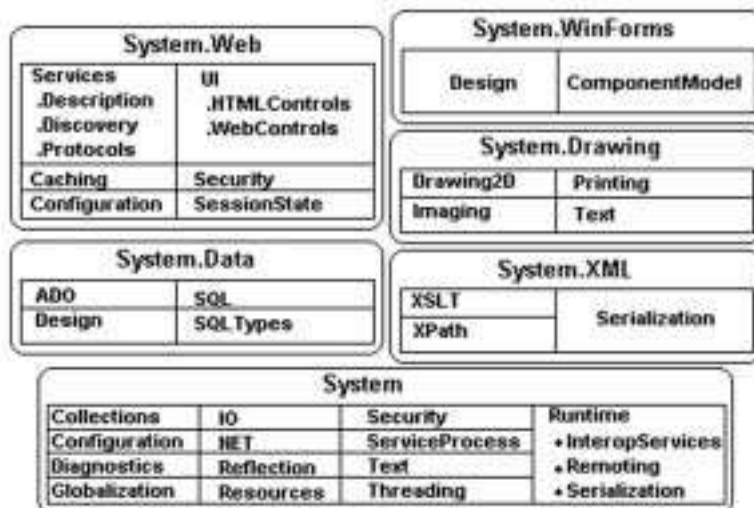 System.Web
Services UI
.Description .HTMLControls
.Discovery .WebControls
.Protocols
Caching Security
Configuration SessionState
System.WinForms
Design ComponentModel
System.Drawing
Drawing2D Printing
Imaging Text
System.Data
ADO SQL
Design SQLTypes
System.XML
XSLT
Serialization
XPath
System
Collections IO Security Runtime
Configuration NET ServiceProcess • InteropServices
Diagnostics Reflection Text • Remoting
Globalization Resources Threading • Serialization